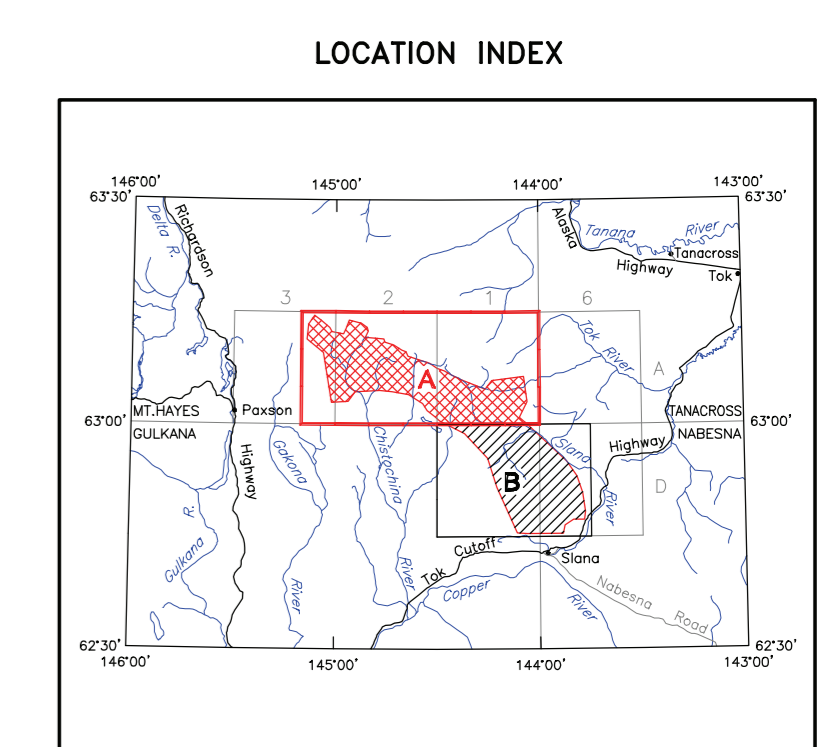 LOCATION INDEX
146°00'
145°00'
144°00'
143°00'
63°30'
63°30'
Delta R.
Richardson
Alaska
Tanana River
Tanacross
Highway
Tok
3
2
1
6
Tok River
A
A
MT.HAYES
Paxson
TANACROSS
63°00'
63°00'
GULKANA
NABESNA
Highway
Gakona
Chistochina
Slana
Highway
B
D
River
R.
Gulkana
Cutoff
Tok
Slana
River
River
Copper
River
Nabesna Road
62°30'
62°30'
146°00'
145°00'
144°00'
143°00'